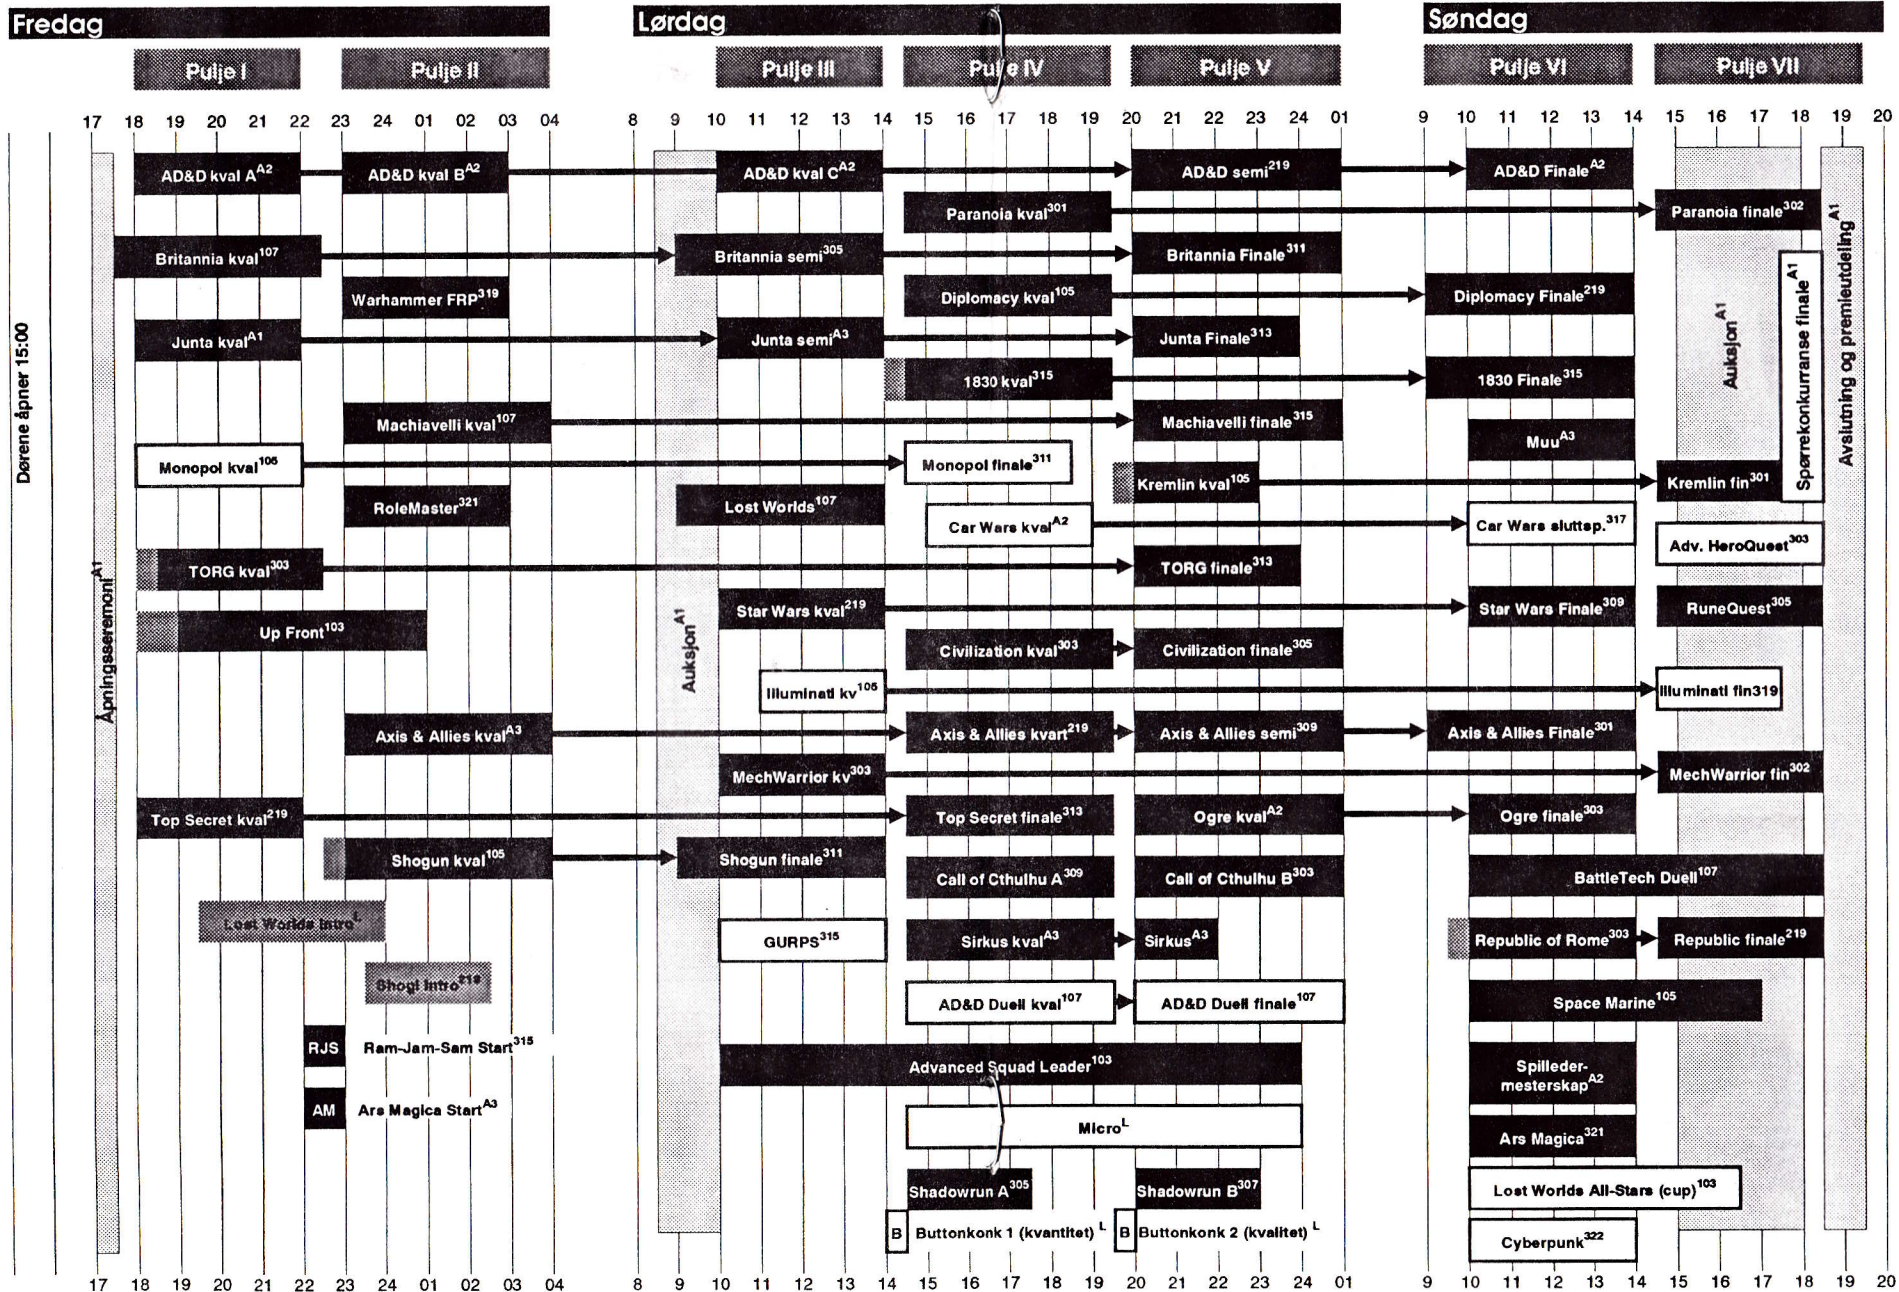 Fredag
Lørdag
Søndag
Pulje I
Pulje II
Pulje III
Pulje IV
Pulje V
Pulje VI
Pulje VII
17 18 19 20 21 22 23 24 01 02 03 04
8 9 10 11 12 13 14 15 16 17 18 19 20 21 22 23 24 01
9 10 11 12 13 14 15 16 17 18 19 20
Dørene åpner 15:00
Åpningsseremoni A1
Auksjon A1
Auksjon A1
Spørrekonkurranse finale A1
Avslutning og premieutdeling A1
AD&D kval A A2
AD&D kval B A2
AD&D kval C A2
AD&D semi 219
AD&D Finale A2
Paranoia kval 301
Paranoia finale 302
Britannia kval 107
Britannia semi 305
Britannia Finale 311
Warhammer FRP 319
Diplomacy kval 105
Diplomacy Finale 219
Junta kval A1
Junta semi A3
Junta Finale 313
1830 kval 315
1830 Finale 315
Machiavelli kval 107
Machiavelli finale 315
Muu A3
Monopol kval 105
Monopol finale 311
Kremlin kval 105
Kremlin fin 301
RoleMaster 321
Lost Worlds 107
Car Wars kval A2
Car Wars sluttsp. 317
Adv. HeroQuest 303
TORG kval 303
TORG finale 313
Star Wars kval 219
Star Wars Finale 309
RuneQuest 305
Up Front 103
Civilization kval 303
Civilization finale 305
Illuminati kv 105
Illuminati fin319
Axis & Allies kval A3
Axis & Allies kvart 219
Axis & Allies semi 309
Axis & Allies Finale 301
MechWarrior kv 303
MechWarrior fin 302
Top Secret kval 219
Top Secret finale 313
Ogre kval A2
Ogre finale 303
Shogun kval 105
Shogun finale 311
Call of Cthulhu A 309
Call of Cthulhu B 303
BattleTech Duell 107
Lost Worlds Intro L
GURPS 315
Sirkus kval A3
Sirkus A3
Republic of Rome 303
Republic finale 219
Shogi Intro
AD&D Duell kval 107
AD&D Duell finale 107
Space Marine 105
RJS Ram-Jam-Sam Start 315
Advanced Squad Leader 103
Spilleder-
mesterskap A2
AM Ars Magica Start A3
Micro L
Ars Magica 321
Shadowrun A 305
Shadowrun B 307
Lost Worlds All-Stars (cup) 103
B Buttonkonk 1 (kvantitet) L
B Buttonkonk 2 (kvalitet) L
Cyberpunk 322
17 18 19 20 21 22 23 24 01 02 03 04
8 9 10 11 12 13 14 15 16 17 18 19 20 21 22 23 24 01
9 10 11 12 13 14 15 16 17 18 19 20